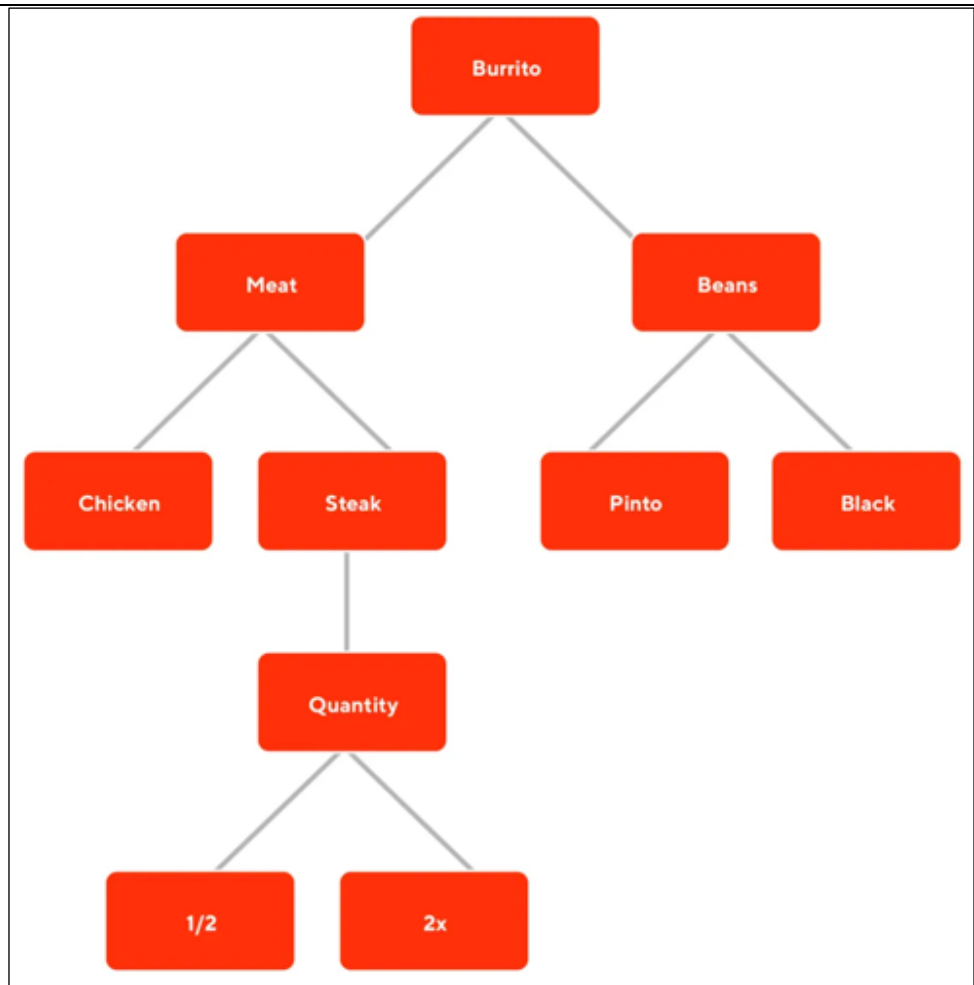 Burrito
Meat
Beans
Chicken
Steak
Pinto
Black
Quantity
1/2
2x